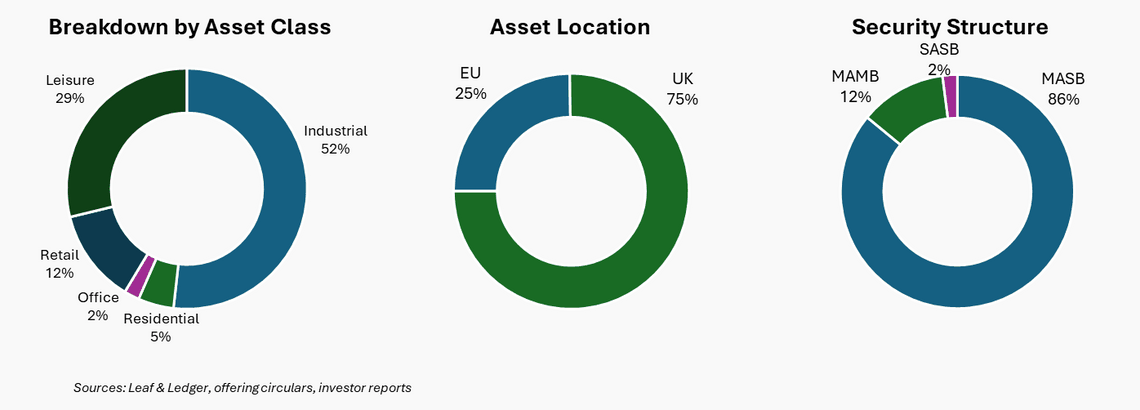 Breakdown by Asset Class
Leisure
29%
Industrial
52%
Retail
12%
Office
2%
Residential
5%
Asset Location
EU
25%
UK
75%
Security Structure
SASB
2%
MAMB
12%
MASB
86%
Sources: Leaf & Ledger, offering circulars, investor reports